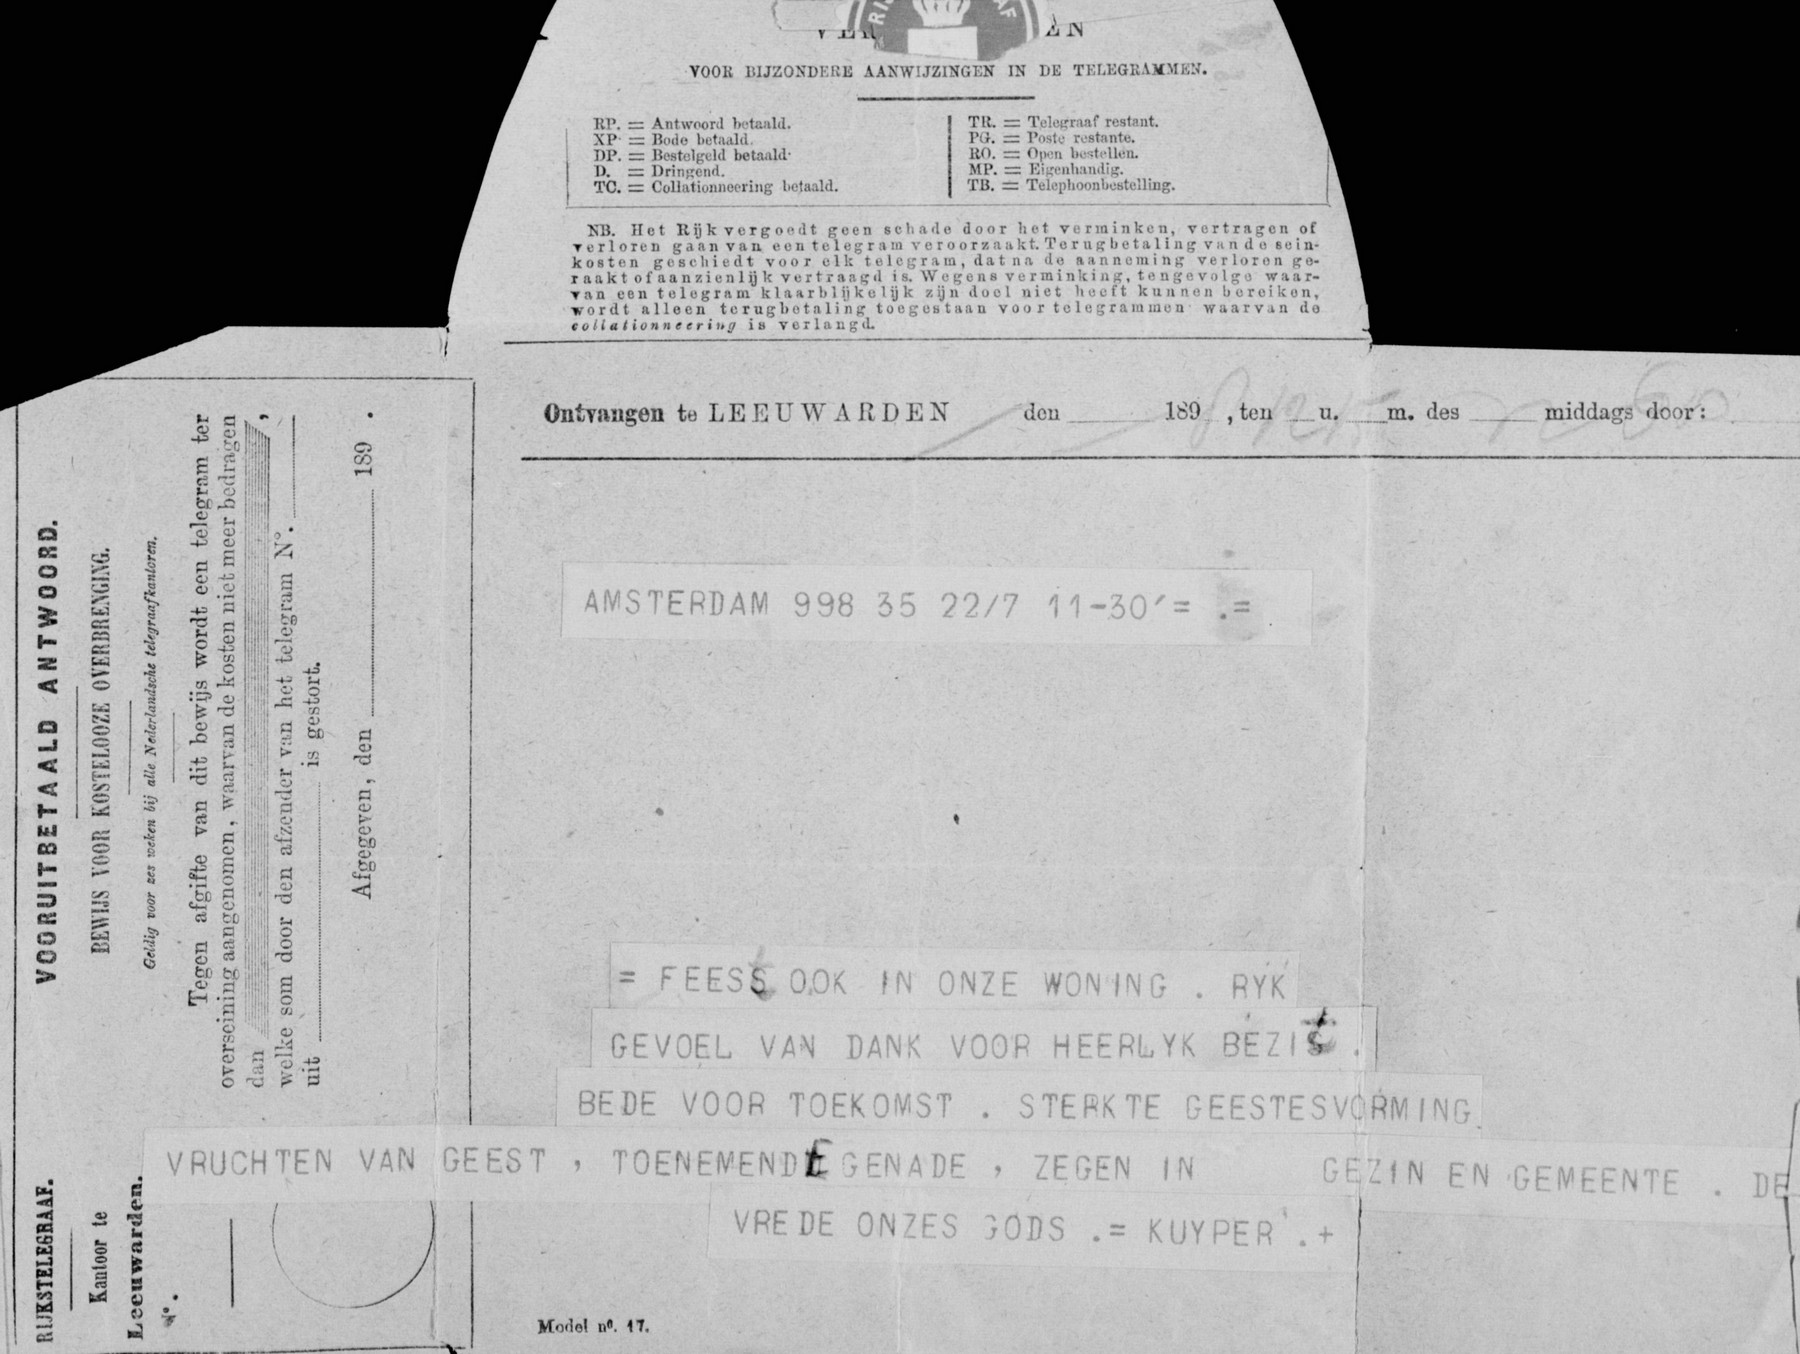 VOOR BIJZONDERE AANWIJZINGEN IN DE TELEGRAMMEN.
RP. = Antwoord betaald.
XP. = Bode betaald.
DP. = Bestelgeld betaald.
D. = Dringend.
TC. = Collationneering betaald.
TR. = Telegraaf restant.
PG. = Poste restante.
RO. = Open bestellen.
MP. = Eigenhandig.
TB. = Telephoonbestelling.
NB. Het Rijk vergoedt geen schade door het verminken, vertragen of
verloren gaan van een telegram veroorzaakt. Terugbetaling van de sein-
kosten geschiedt voor elk telegram, dat na de aanneming verloren ge-
raakt of aanzienlijk vertraagd is. Wegens verminking, tengevolge waar-
van een telegram klaarblijkelijk zijn doel niet heeft kunnen bereiken,
wordt alleen terugbetaling toegestaan voor telegrammen waarvan de
collationneering is verlangd.
Ontvangen te LEEUWARDEN den 189 , ten u. m. des middags door:
AMSTERDAM 998 35 22/7 11-30′= .=
= FEEST OOK IN ONZE WONING . RYK
GEVOEL VAN DANK VOOR HEERLYK BEZIT .
BEDE VOOR TOEKOMST . STERKTE GEESTESVORMING
VRUCHTEN VAN GEEST , TOENEMENDE GENADE , ZEGEN IN GEZIN EN GEMEENTE . DE
VREDE ONZES GODS .= KUYPER .+
Model nº. 17.
RIJKSTELEGRAAF.
Kantoor te
Leeuwarden.
Nº.
VOORUITBETAALD ANTWOORD.
BEWIJS VOOR KOSTELOOZE OVERBRENGING.
Geldig voor zes weken bij alle Nederlandsche telegraafkantoren.
Tegen afgifte van dit bewijs wordt een telegram ter
overseining aangenomen, waarvan de kosten niet meer bedragen
dan ,
welke som door den afzender van het telegram Nº.
uit is gestort.
Afgegeven, den 189 .